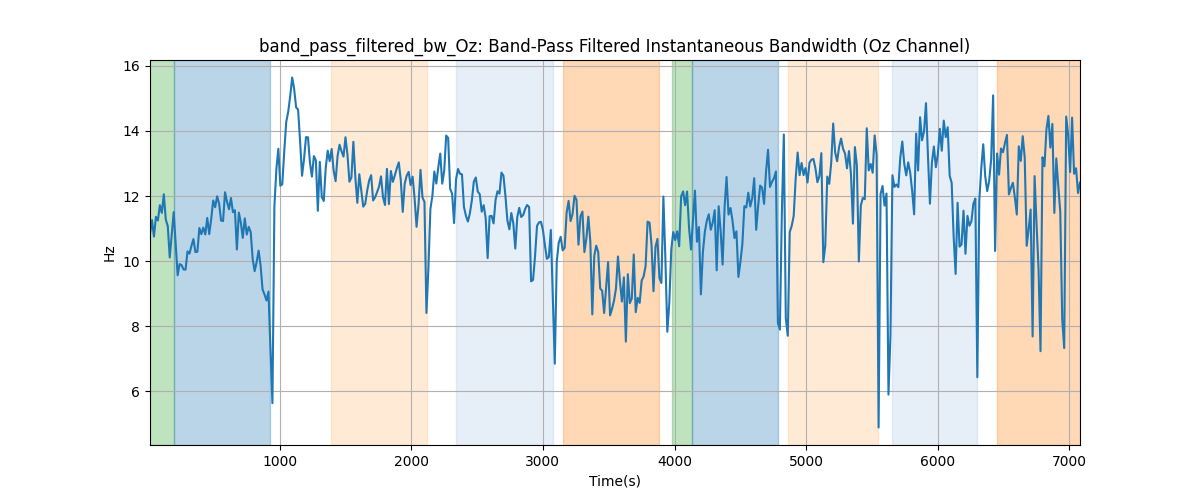 band_pass_filtered_bw_Oz: Band-Pass Filtered Instantaneous Bandwidth (Oz Channel)
16
14
12
10
8
6
Hz
1000 2000 3000 4000 5000 6000 7000
Time(s)